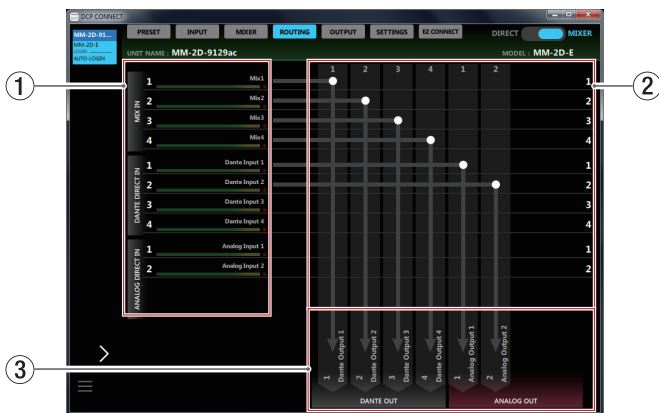 DCP CONNECT
MM-2D-91...
MM-2D-E
LOGIN
AUTO-LOGIN
PRESET INPUT MIXER ROUTING OUTPUT SETTINGS EZ CONNECT DIRECT MIXER
UNIT NAME : MM-2D-9129ac MODEL : MM-2D-E
1 2 3 4 1 2
MIX IN
1 Mix1 1
2 Mix2 2
3 Mix3 3
4 Mix4 4
DANTE DIRECT IN
1 Dante Input 1 1
2 Dante Input 2 2
3 Dante Input 3 3
4 Dante Input 4 4
ANALOG DIRECT IN
1 Analog Input 1 1
2 Analog Input 2 2
1 Dante Output 1
2 Dante Output 2
3 Dante Output 3
4 Dante Output 4
1 Analog Output 1
2 Analog Output 2
DANTE OUT ANALOG OUT
1
2
3